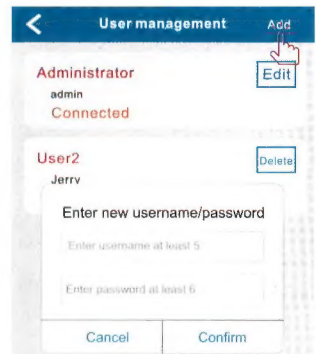 User management Add
Administrator Edit
admin
Connected
User2 Delete
Jerry
Enter new username/password
Enter username at least 5
Enter password at least 6
Cancel Confirm